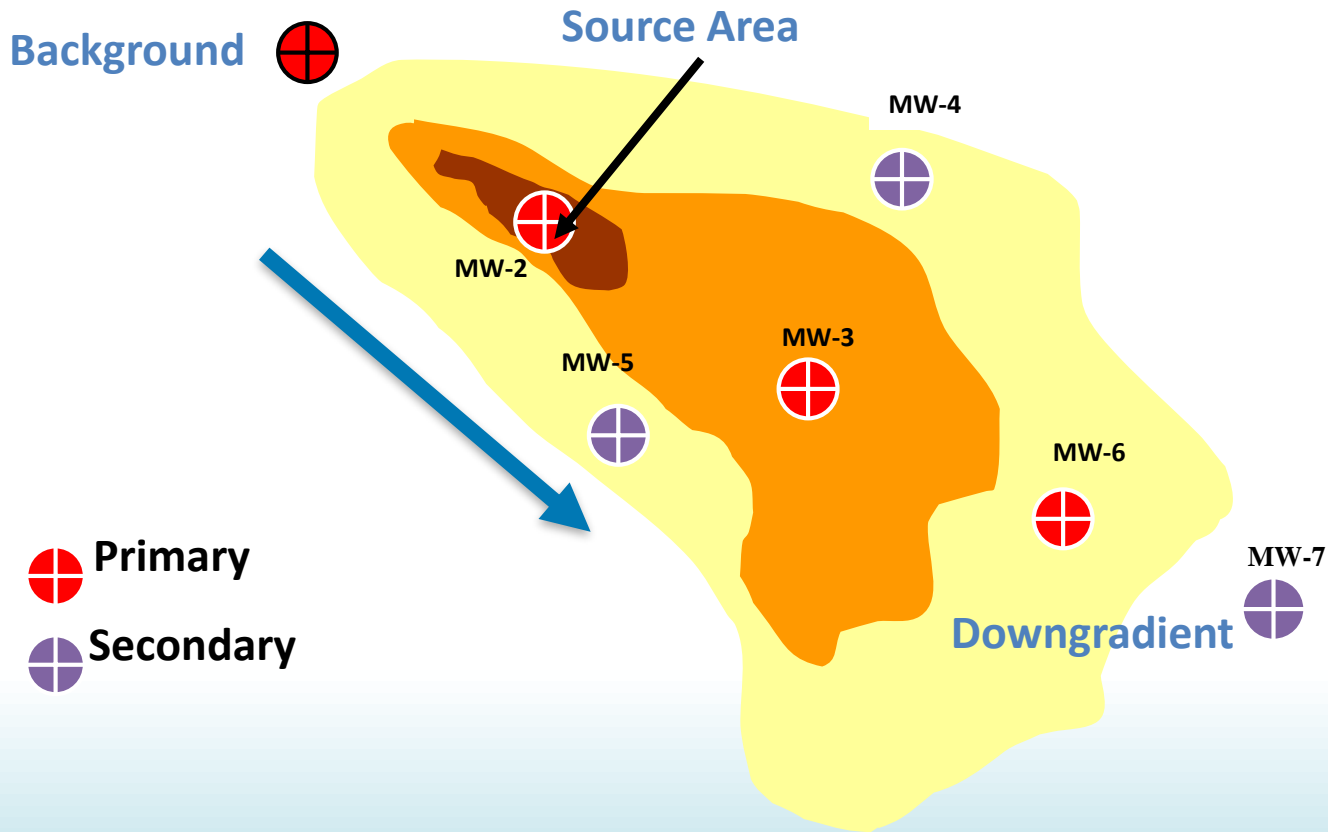 Source Area
Background
MW-4
MW-2
MW-3
MW-5
MW-6
MW-7
Primary
Downgradient
Secondary